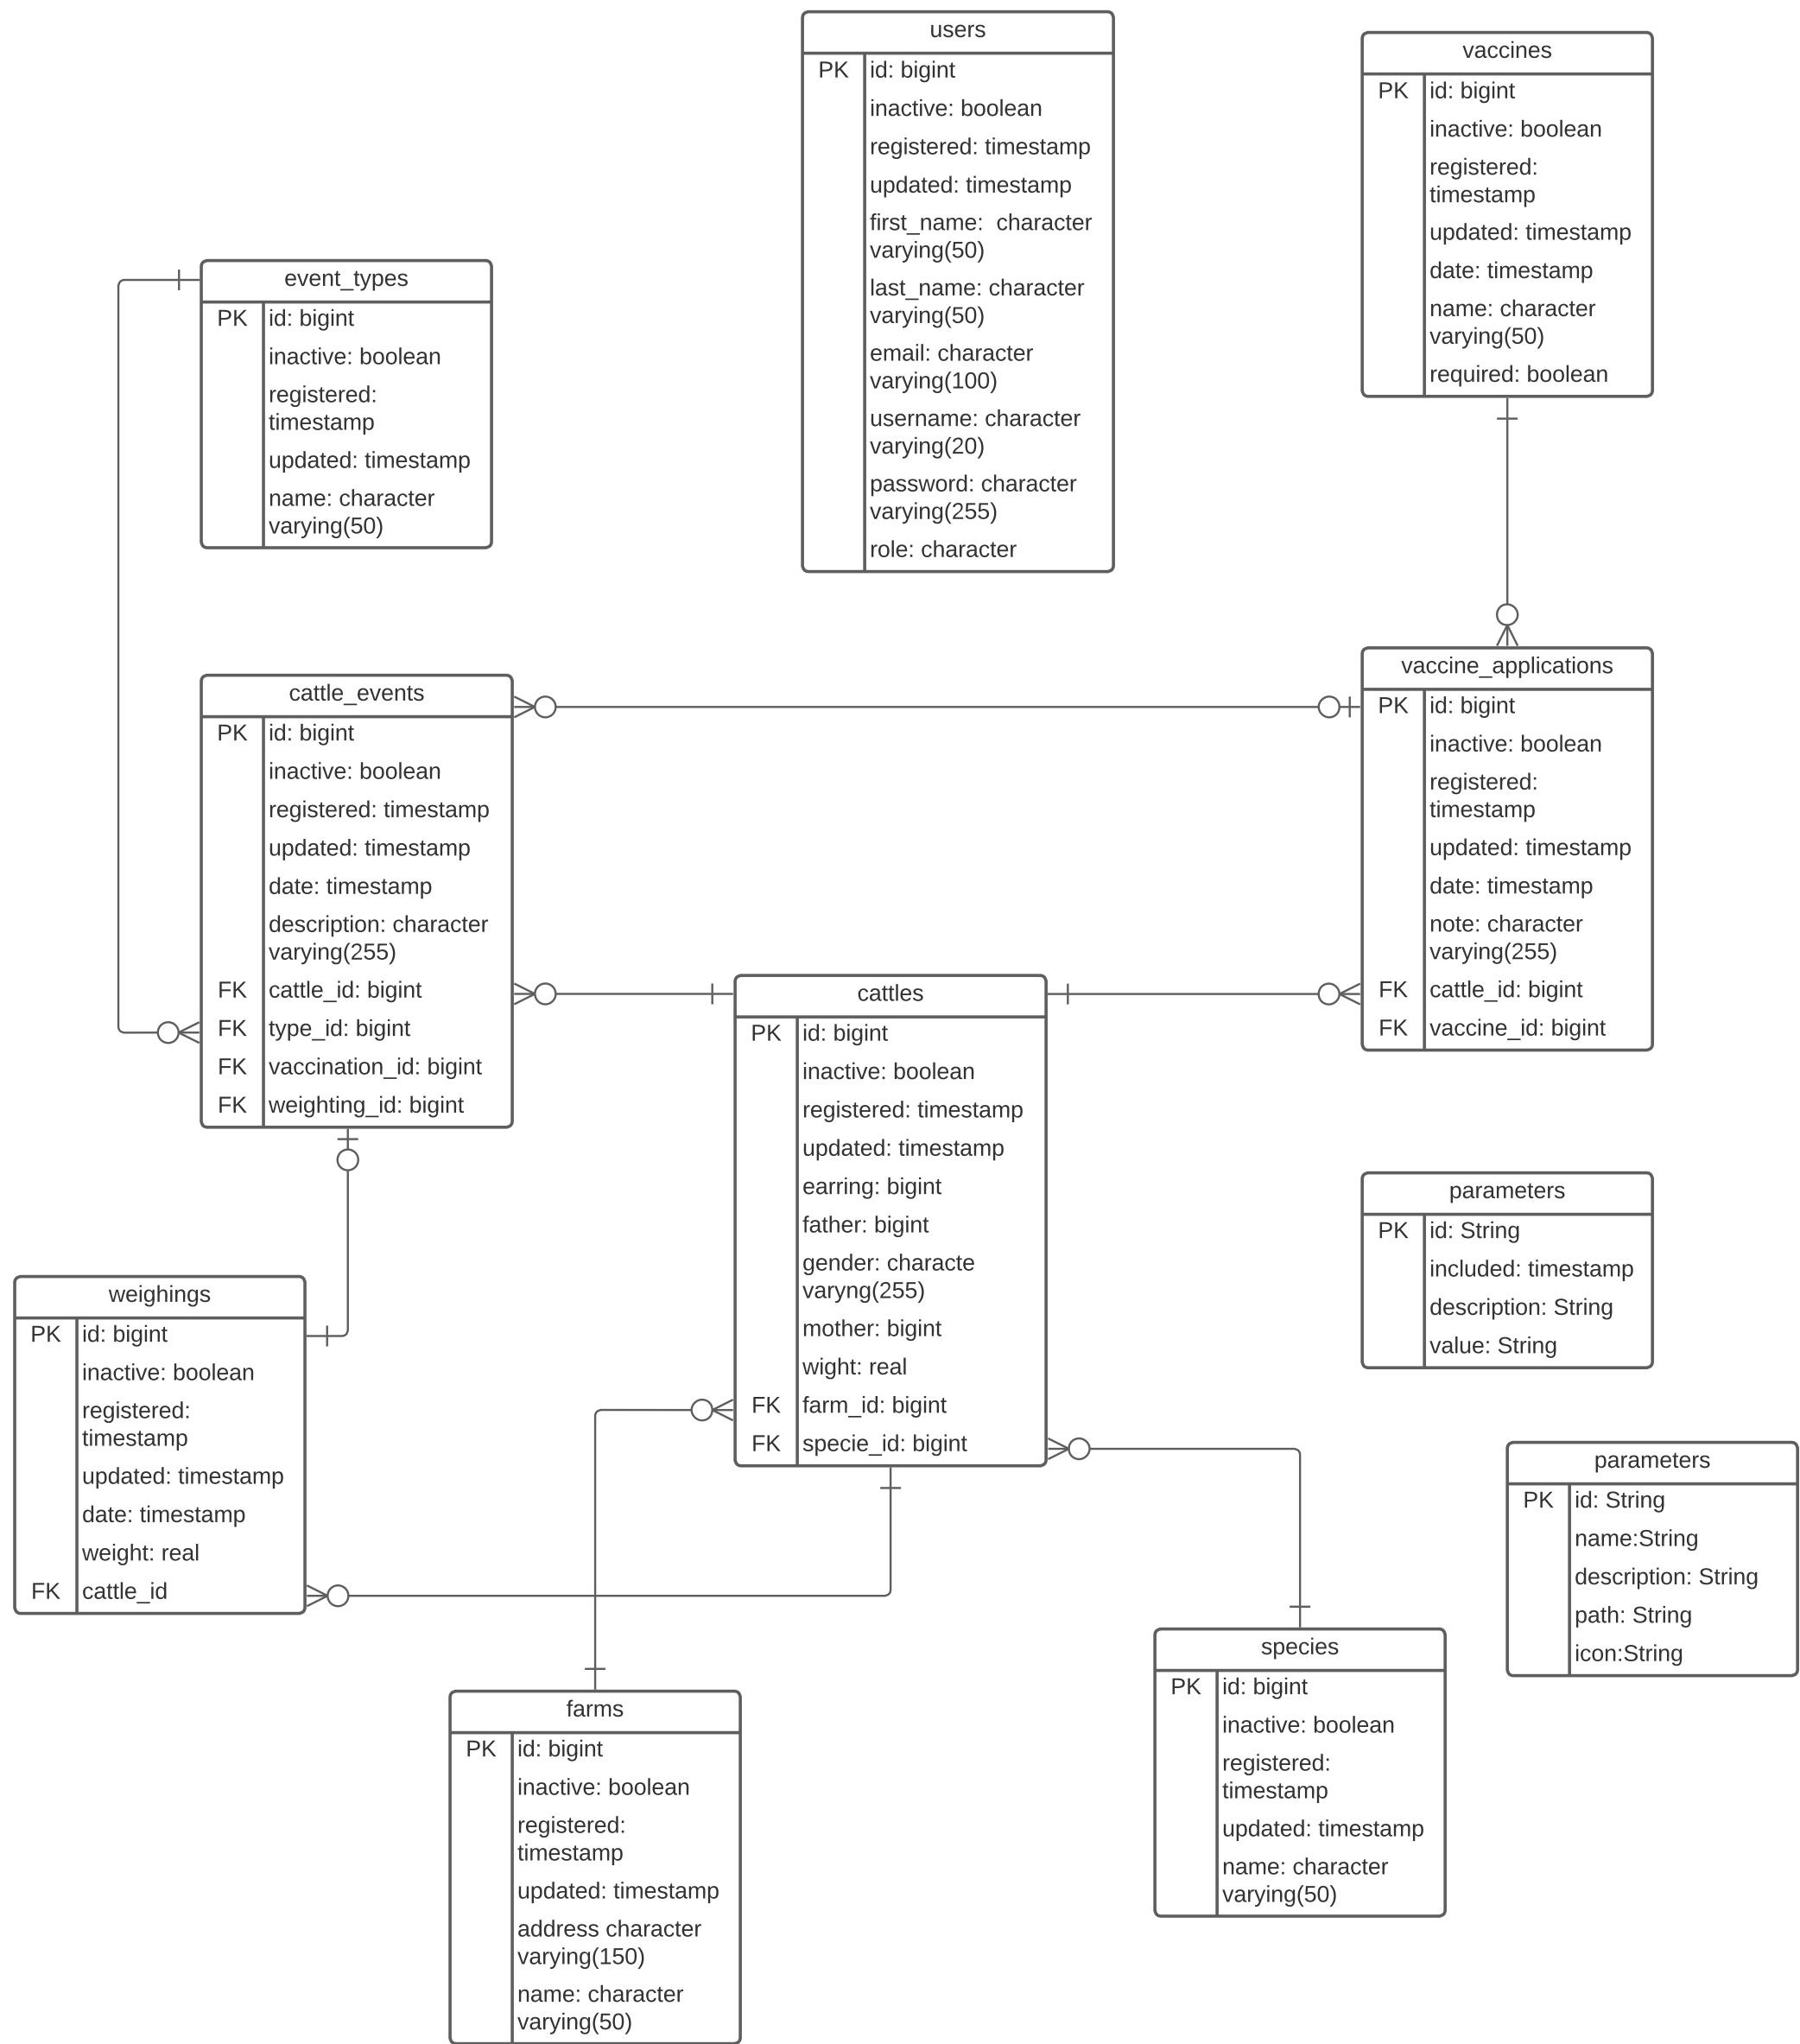 users
PK
id: bigint
inactive: boolean
registered: timestamp
updated: timestamp
first_name:  character
varying(50)
last_name: character
varying(50)
email: character
varying(100)
username: character
varying(20)
password: character
varying(255)
role: character
vaccines
PK
id: bigint
inactive: boolean
registered:
timestamp
updated: timestamp
date: timestamp
name: character
varying(50)
required: boolean
event_types
PK
id: bigint
inactive: boolean
registered:
timestamp
updated: timestamp
name: character
varying(50)
cattle_events
PK
id: bigint
inactive: boolean
registered: timestamp
updated: timestamp
date: timestamp
description: character
varying(255)
FK
cattle_id: bigint
FK
type_id: bigint
FK
vaccination_id: bigint
FK
weighting_id: bigint
vaccine_applications
PK
id: bigint
inactive: boolean
registered:
timestamp
updated: timestamp
date: timestamp
note: character
varying(255)
FK
cattle_id: bigint
FK
vaccine_id: bigint
cattles
PK
id: bigint
inactive: boolean
registered: timestamp
updated: timestamp
earring: bigint
father: bigint
gender: characte
varyng(255)
mother: bigint
wight: real
FK
farm_id: bigint
FK
specie_id: bigint
parameters
PK
id: String
included: timestamp
description: String
value: String
weighings
PK
id: bigint
inactive: boolean
registered:
timestamp
updated: timestamp
date: timestamp
weight: real
FK
cattle_id
parameters
PK
id: String
name:String
description: String
path: String
icon:String
species
PK
id: bigint
inactive: boolean
registered:
timestamp
updated: timestamp
name: character
varying(50)
farms
PK
id: bigint
inactive: boolean
registered:
timestamp
updated: timestamp
address character
varying(150)
name: character
varying(50)